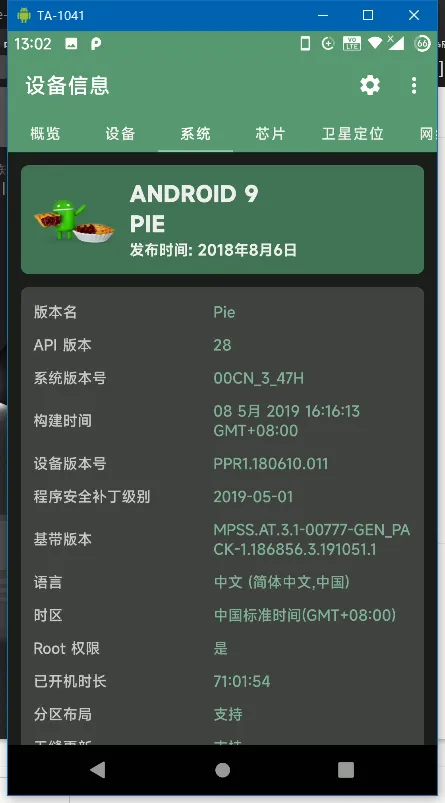 TA-1041
13:02
VO
LTE
66
设备信息
概览 设备 系统 芯片 卫星定位
ANDROID 9
PIE
发布时间: 2018年8月6日
版本名 Pie
API 版本 28
系统版本号 00CN_3_47H
构建时间 08 5月 2019 16:16:13
GMT+08:00
设备版本号 PPR1.180610.011
程序安全补丁级别 2019-05-01
基带版本 MPSS.AT.3.1-00777-GEN_PA
CK-1.186856.3.191051.1
语言 中文 (简体中文,中国)
时区 中国标准时间(GMT+08:00)
Root 权限 是
已开机时长 71:01:54
分区布局 支持